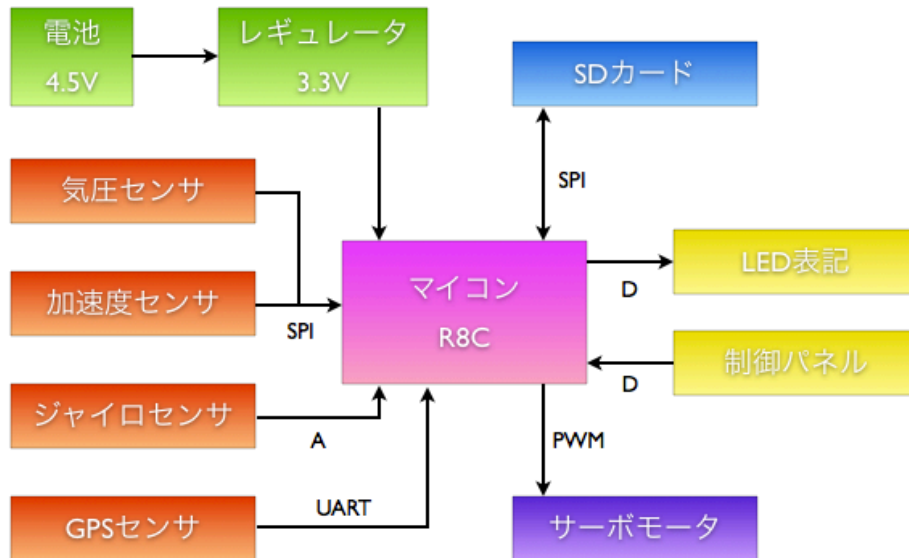 電池
4.5V
レギュレータ
3.3V
SDカード
気圧センサ
SPI
加速度センサ
SPI
マイコン
R8C
LED表記
D
制御パネル
D
ジャイロセンサ
A
PWM
GPSセンサ
UART
サーボモータ